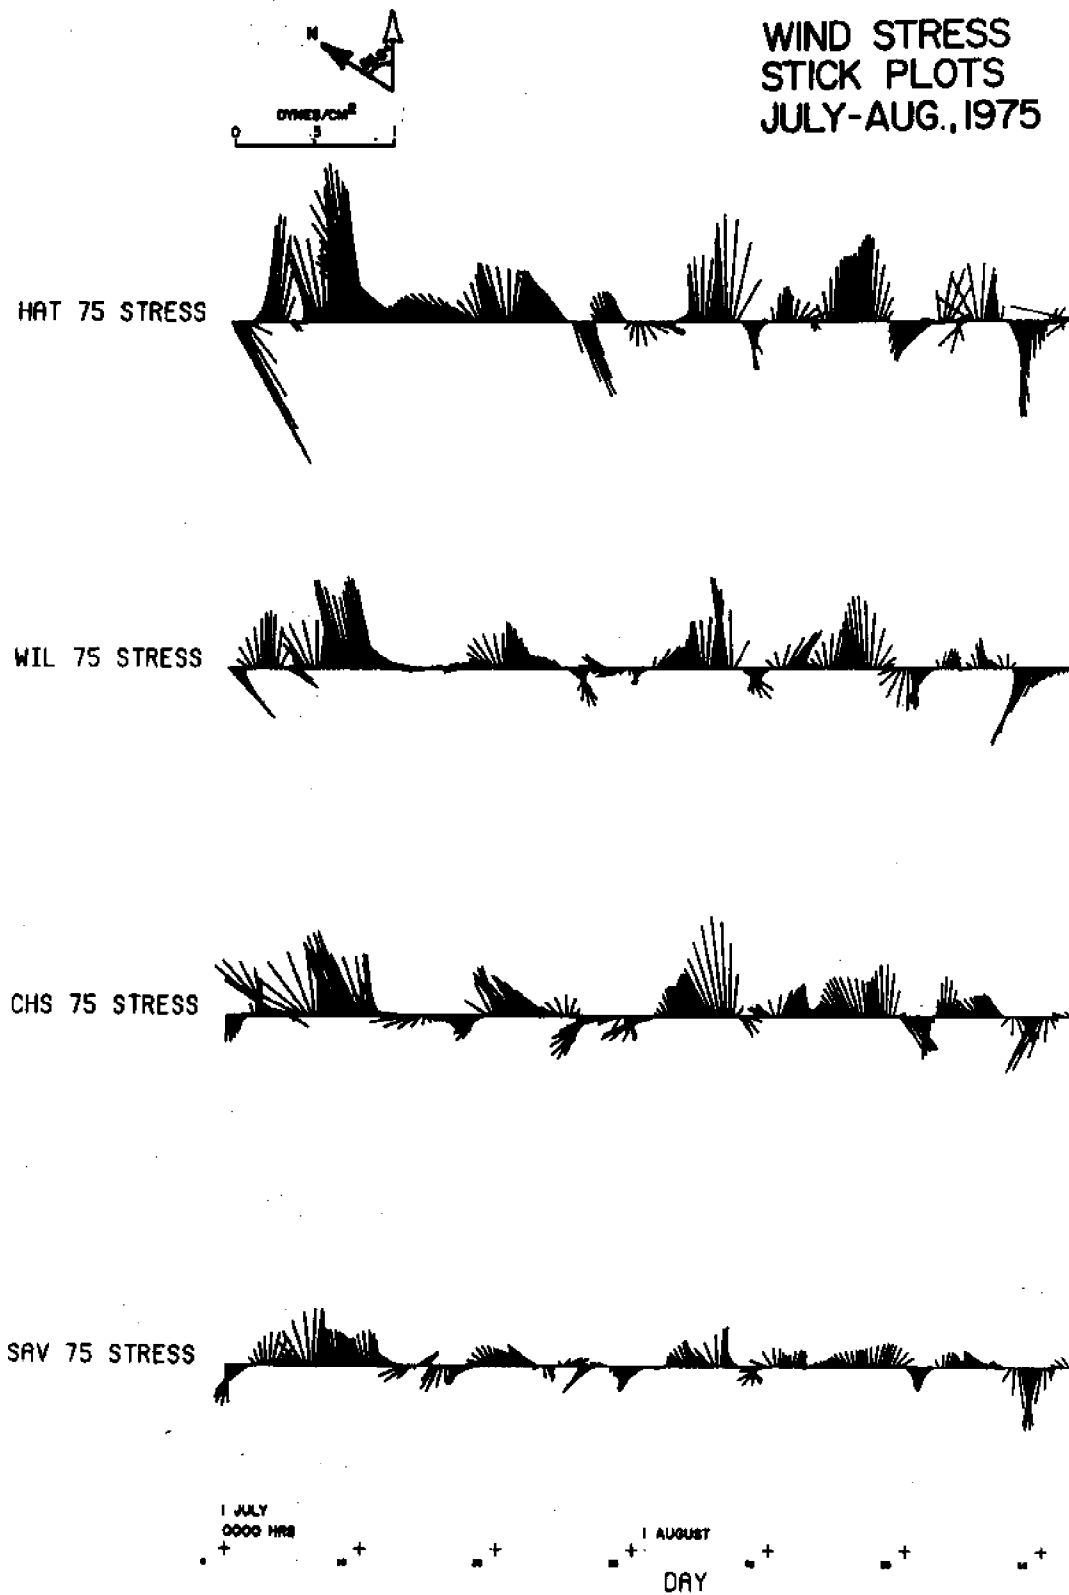 WIND STRESS
STICK PLOTS
JULY-AUG., 1975
N
DYNES/CM2
0 .5 1
HAT 75 STRESS
WIL 75 STRESS
CHS 75 STRESS
SAV 75 STRESS
1 JULY
0000 HRS
1 AUGUST
DAY